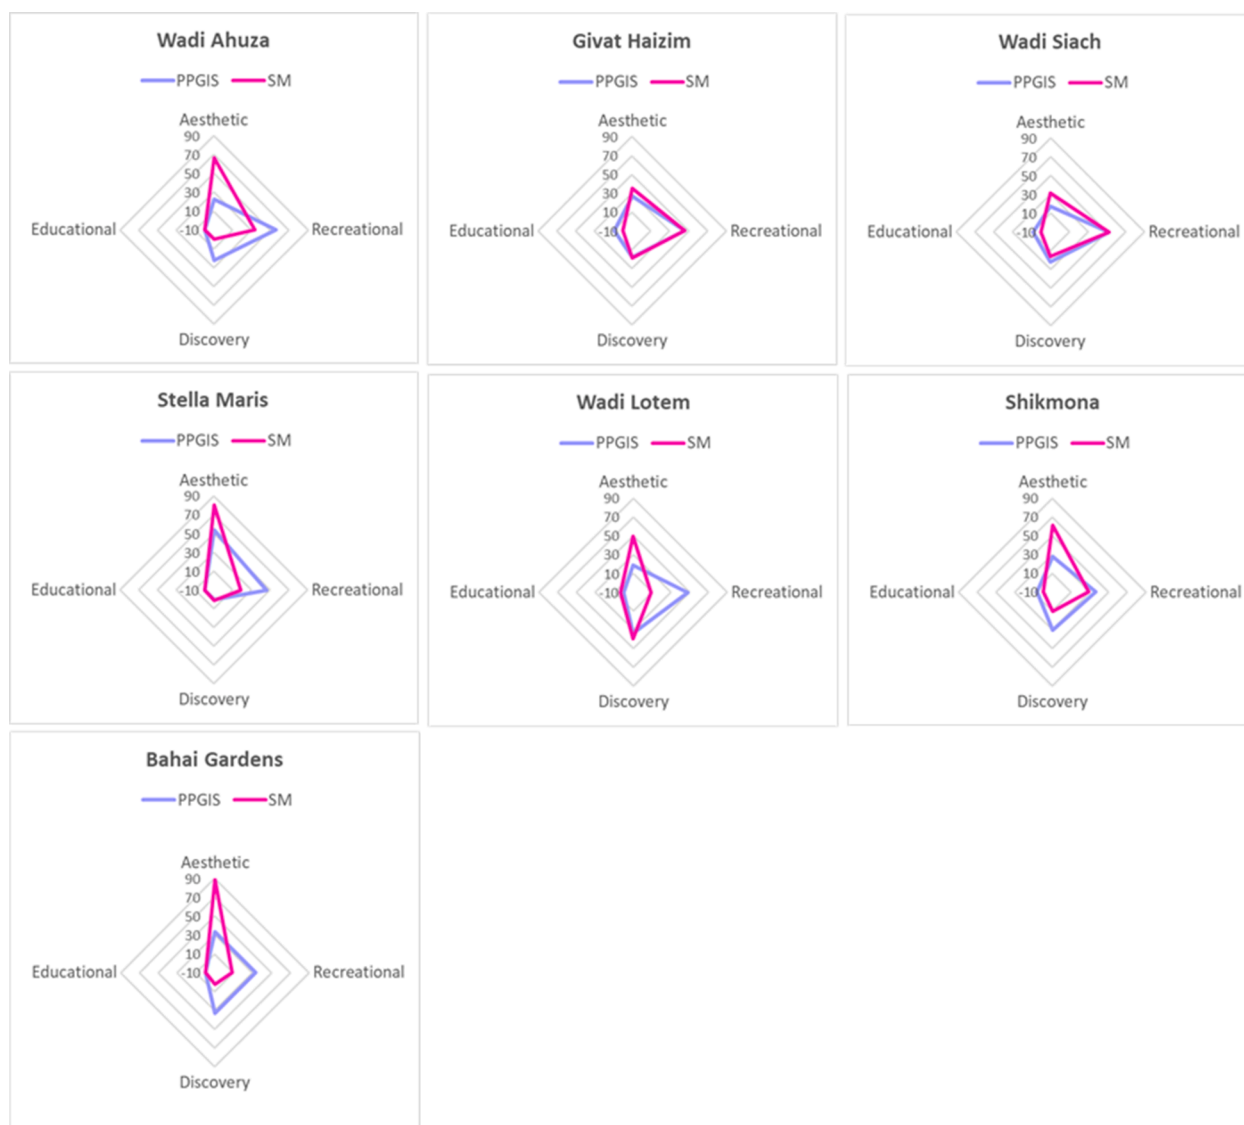 Wadi Ahuza
PPGIS SM
Aesthetic
90
70
50
30
10
-10
Educational
Recreational
Discovery
Givat Haizim
PPGIS SM
Aesthetic
90
70
50
30
10
-10
Educational
Recreational
Discovery
Wadi Siach
PPGIS SM
Aesthetic
90
70
50
30
10
-10
Educational
Recreational
Discovery
Stella Maris
PPGIS SM
Aesthetic
90
70
50
30
10
-10
Educational
Recreational
Discovery
Wadi Lotem
PPGIS SM
Aesthetic
90
70
50
30
10
-10
Educational
Recreational
Discovery
Shikmona
PPGIS SM
Aesthetic
90
70
50
30
10
-10
Educational
Recreational
Discovery
Bahai Gardens
PPGIS SM
Aesthetic
90
70
50
30
10
-10
Educational
Recreational
Discovery